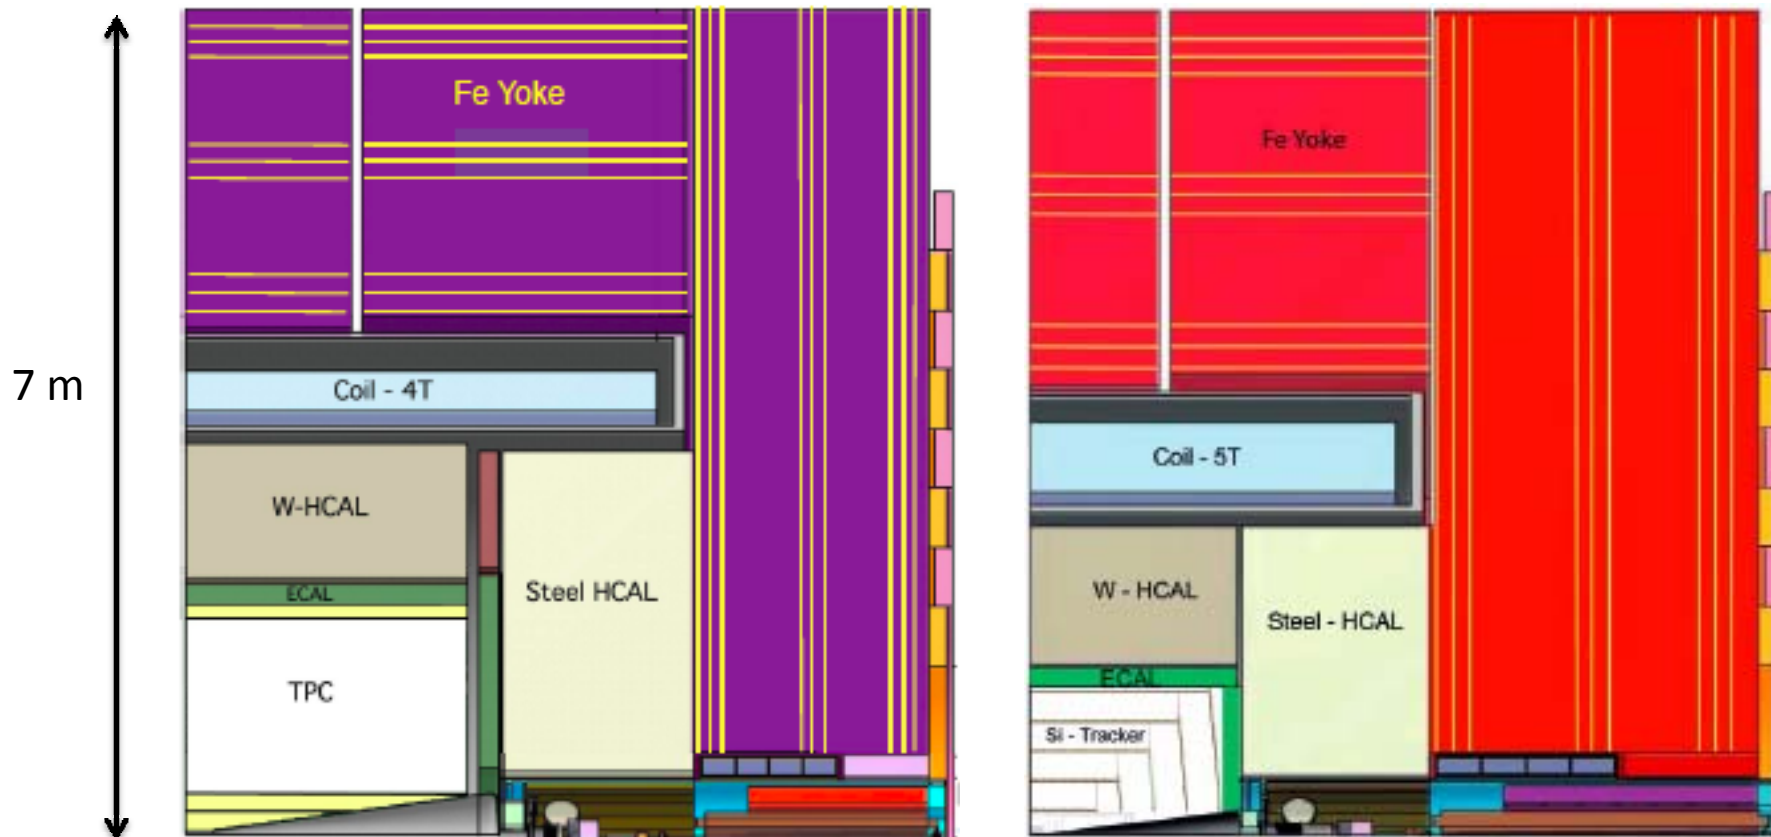 7 m
Fe Yoke
Coil - 4T
W-HCAL
ECAL
Steel HCAL
TPC
Fe Yoke
Coil - 5T
W - HCAL
Steel - HCAL
ECAL
Si - Tracker